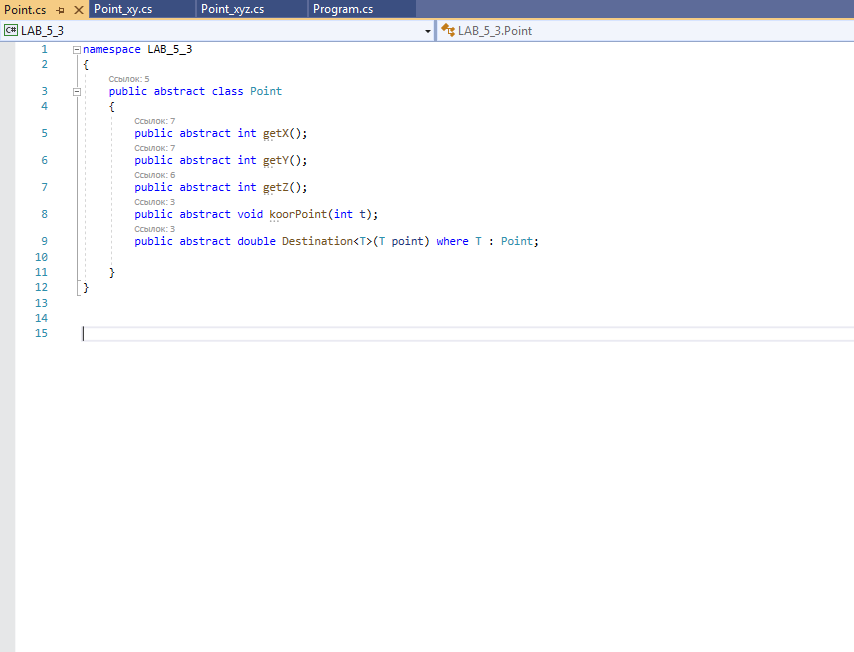 Point.cs
Point_xy.cs
Point_xyz.cs
Program.cs
C# LAB_5_3
LAB_5_3.Point
1 namespace LAB_5_3
2 {
Ссылок: 5
3 public abstract class Point
4 {
Ссылок: 7
5 public abstract int getX();
Ссылок: 7
6 public abstract int getY();
Ссылок: 6
7 public abstract int getZ();
Ссылок: 3
8 public abstract void koorPoint(int t);
Ссылок: 3
9 public abstract double Destination<T>(T point) where T : Point;
10
11 }
12 }
13
14
15